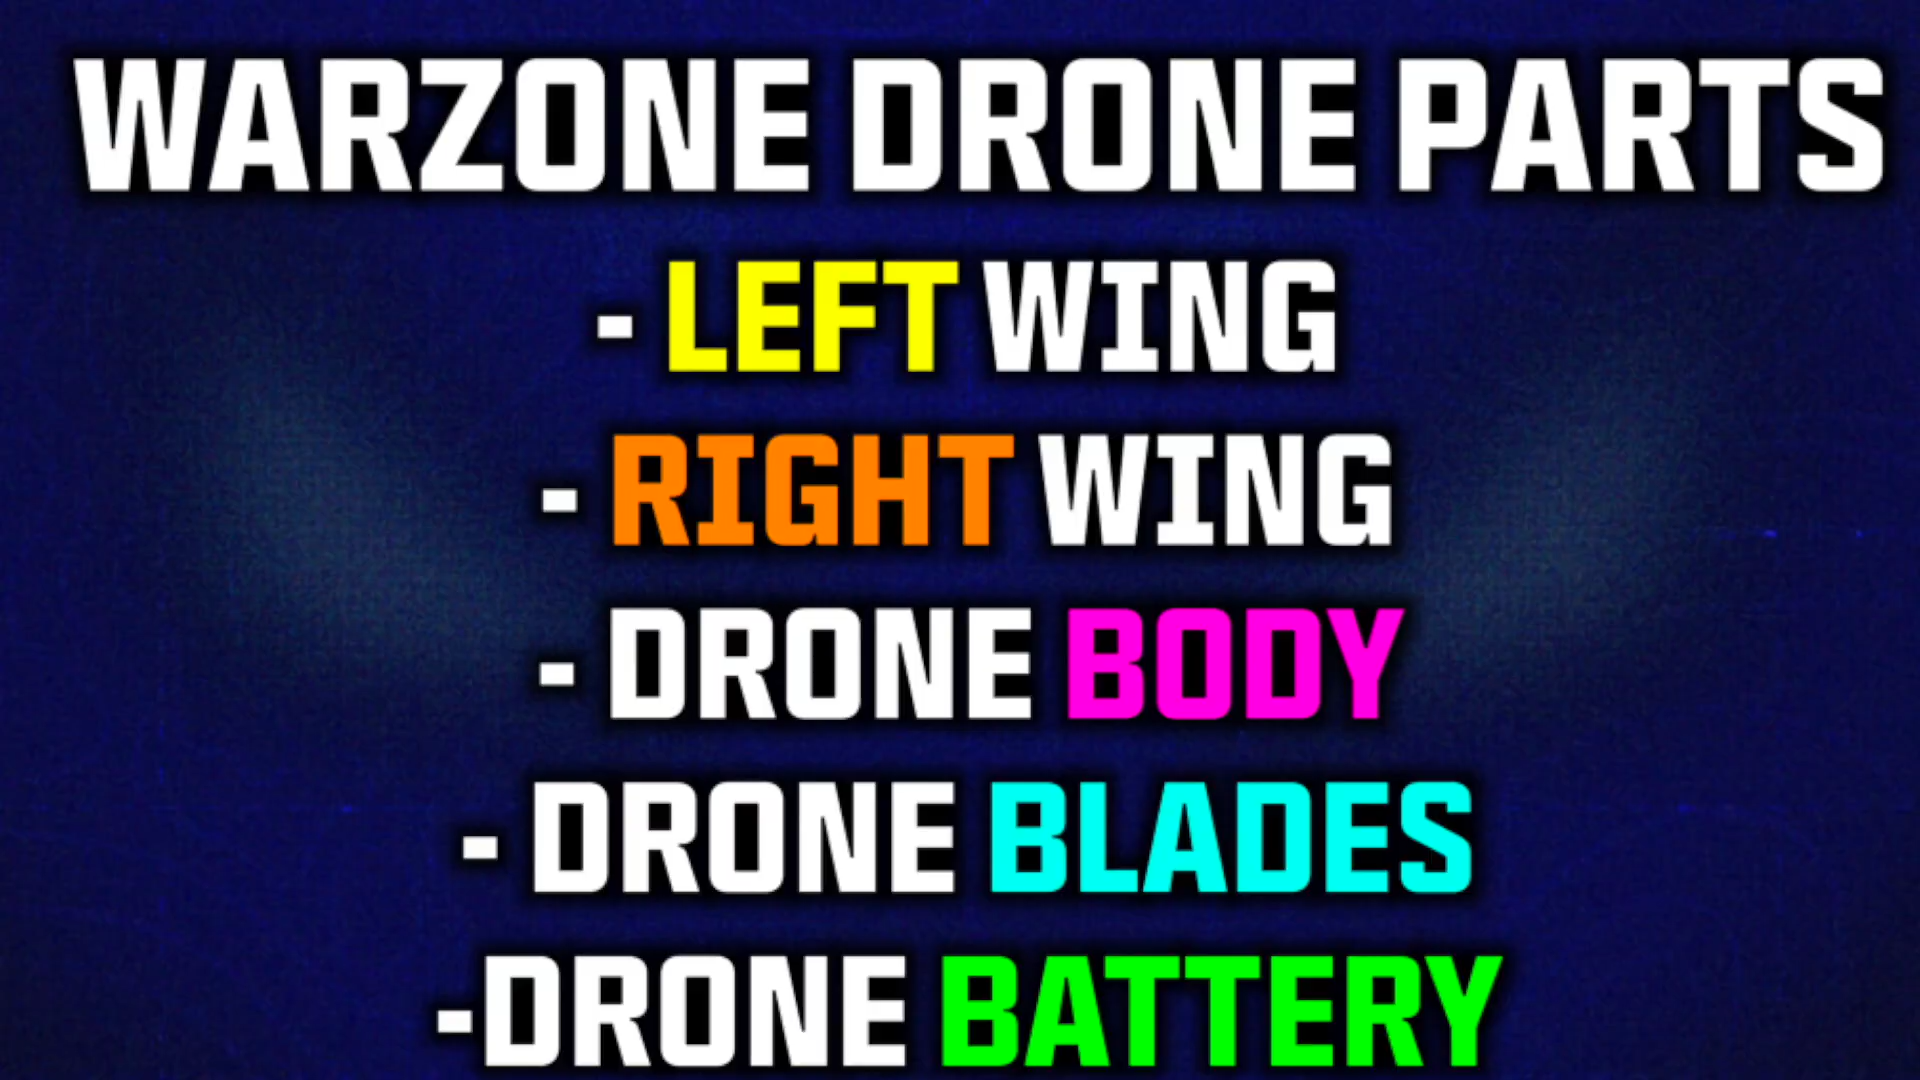 WARZONE DRONE PARTS
- LEFT WING
- RIGHT WING
- DRONE BODY
- DRONE BLADES
-DRONE BATTERY